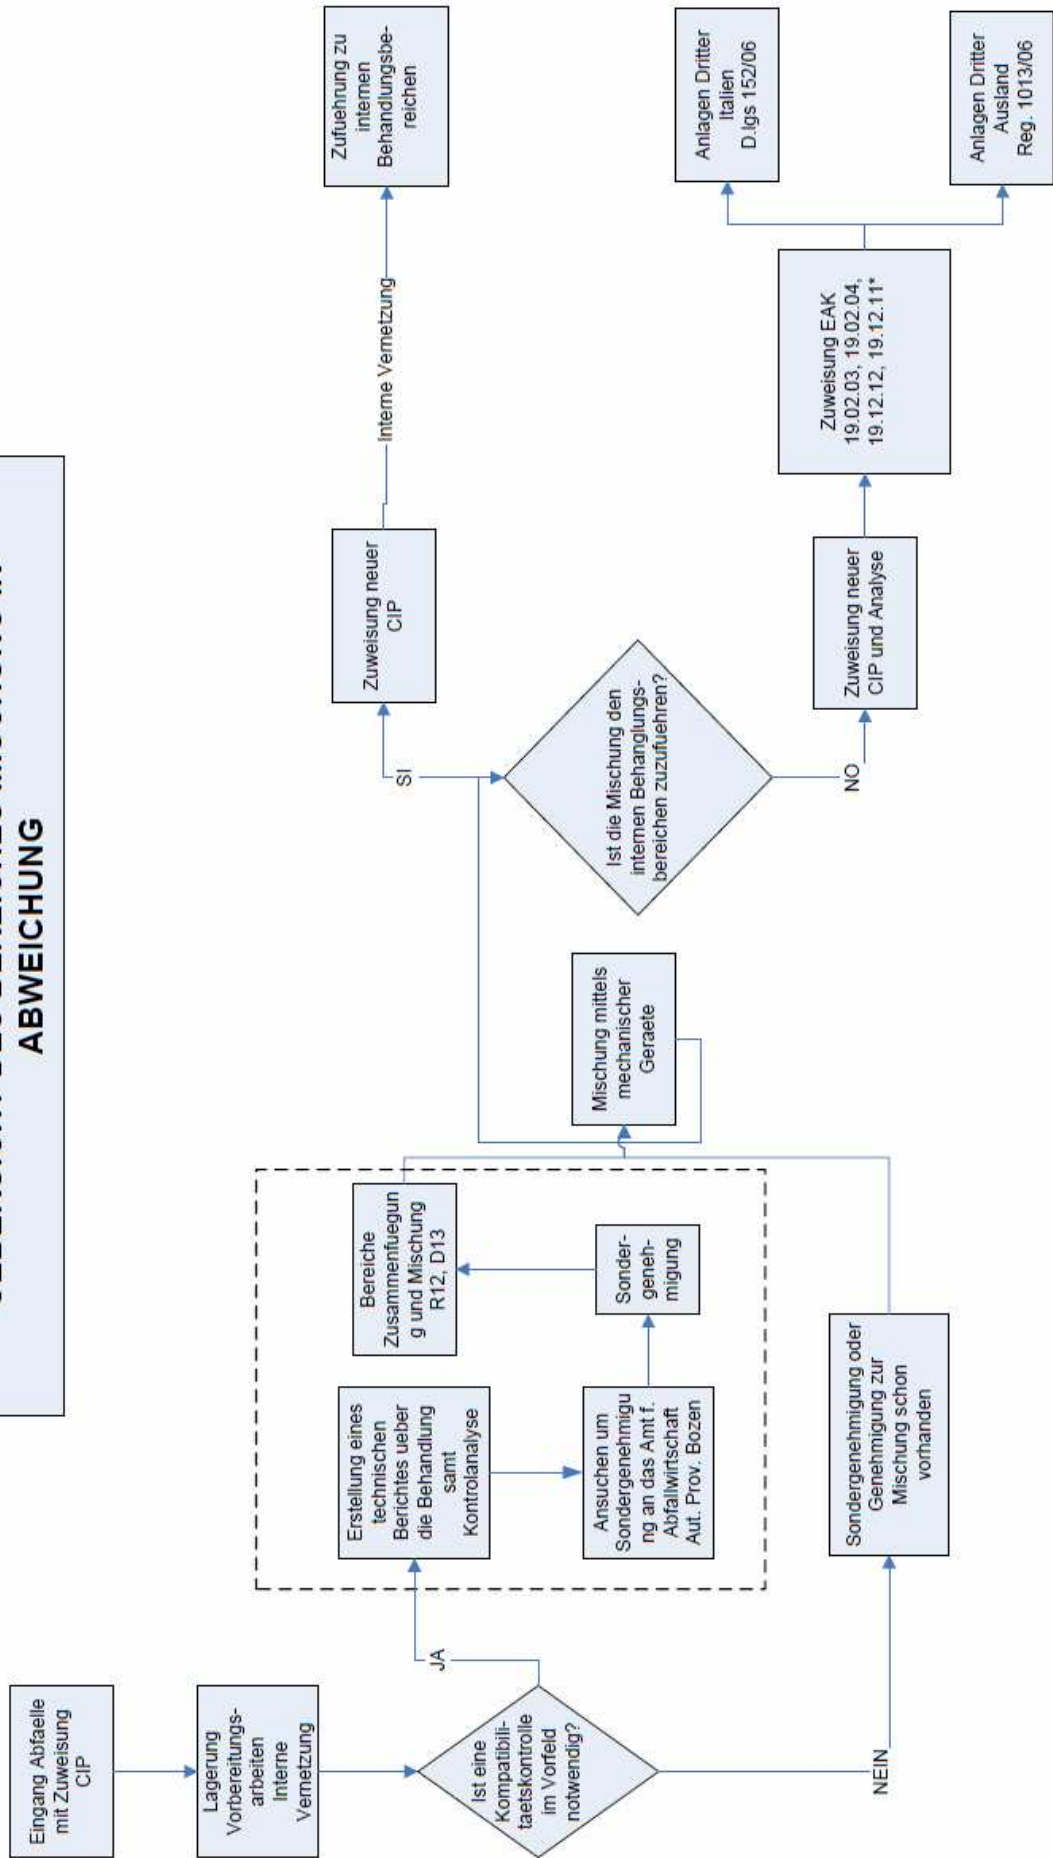 ABWEICHUNG
Eingang Abfaelle
mit Zuweisung
CIP
Lagerung
Vorbereitungs-
arbeiten
Interne
Vernetzung
Ist eine
Kompatibili-
taetskontrolle
im Vorfeld
notwendig?
JA
NEIN
Erstellung eines
technischen
Berichtes ueber
die Behandlung
samt
Kontrolanalyse
Ansuchen um
Sondergenehmigu
ng an das Amt f.
Abfallwirtschaft
Aut. Prov. Bozen
Sonder-
geneh-
migung
Bereiche
Zusammenfuegun
g und Mischung
R12, D13
Sondergenehmigung oder
Genehmigung zur
Mischung schon
vorhanden
Mischung mittels
mechanischer
Geraete
Ist die Mischung den
internen Behanglungs-
bereichen zuzufuehren?
SI
NO
Zuweisung neuer
CIP
Interne Vernetzung
Zufuehrung zu
internen
Behandlungsbe-
reichen
Zuweisung neuer
CIP und Analyse
Zuweisung EAK
19.02.03, 19.02.04,
19.12.12, 19.12.11*
Anlagen Dritter
Italien
D.lgs 152/06
Anlagen Dritter
Ausland
Reg. 1013/06